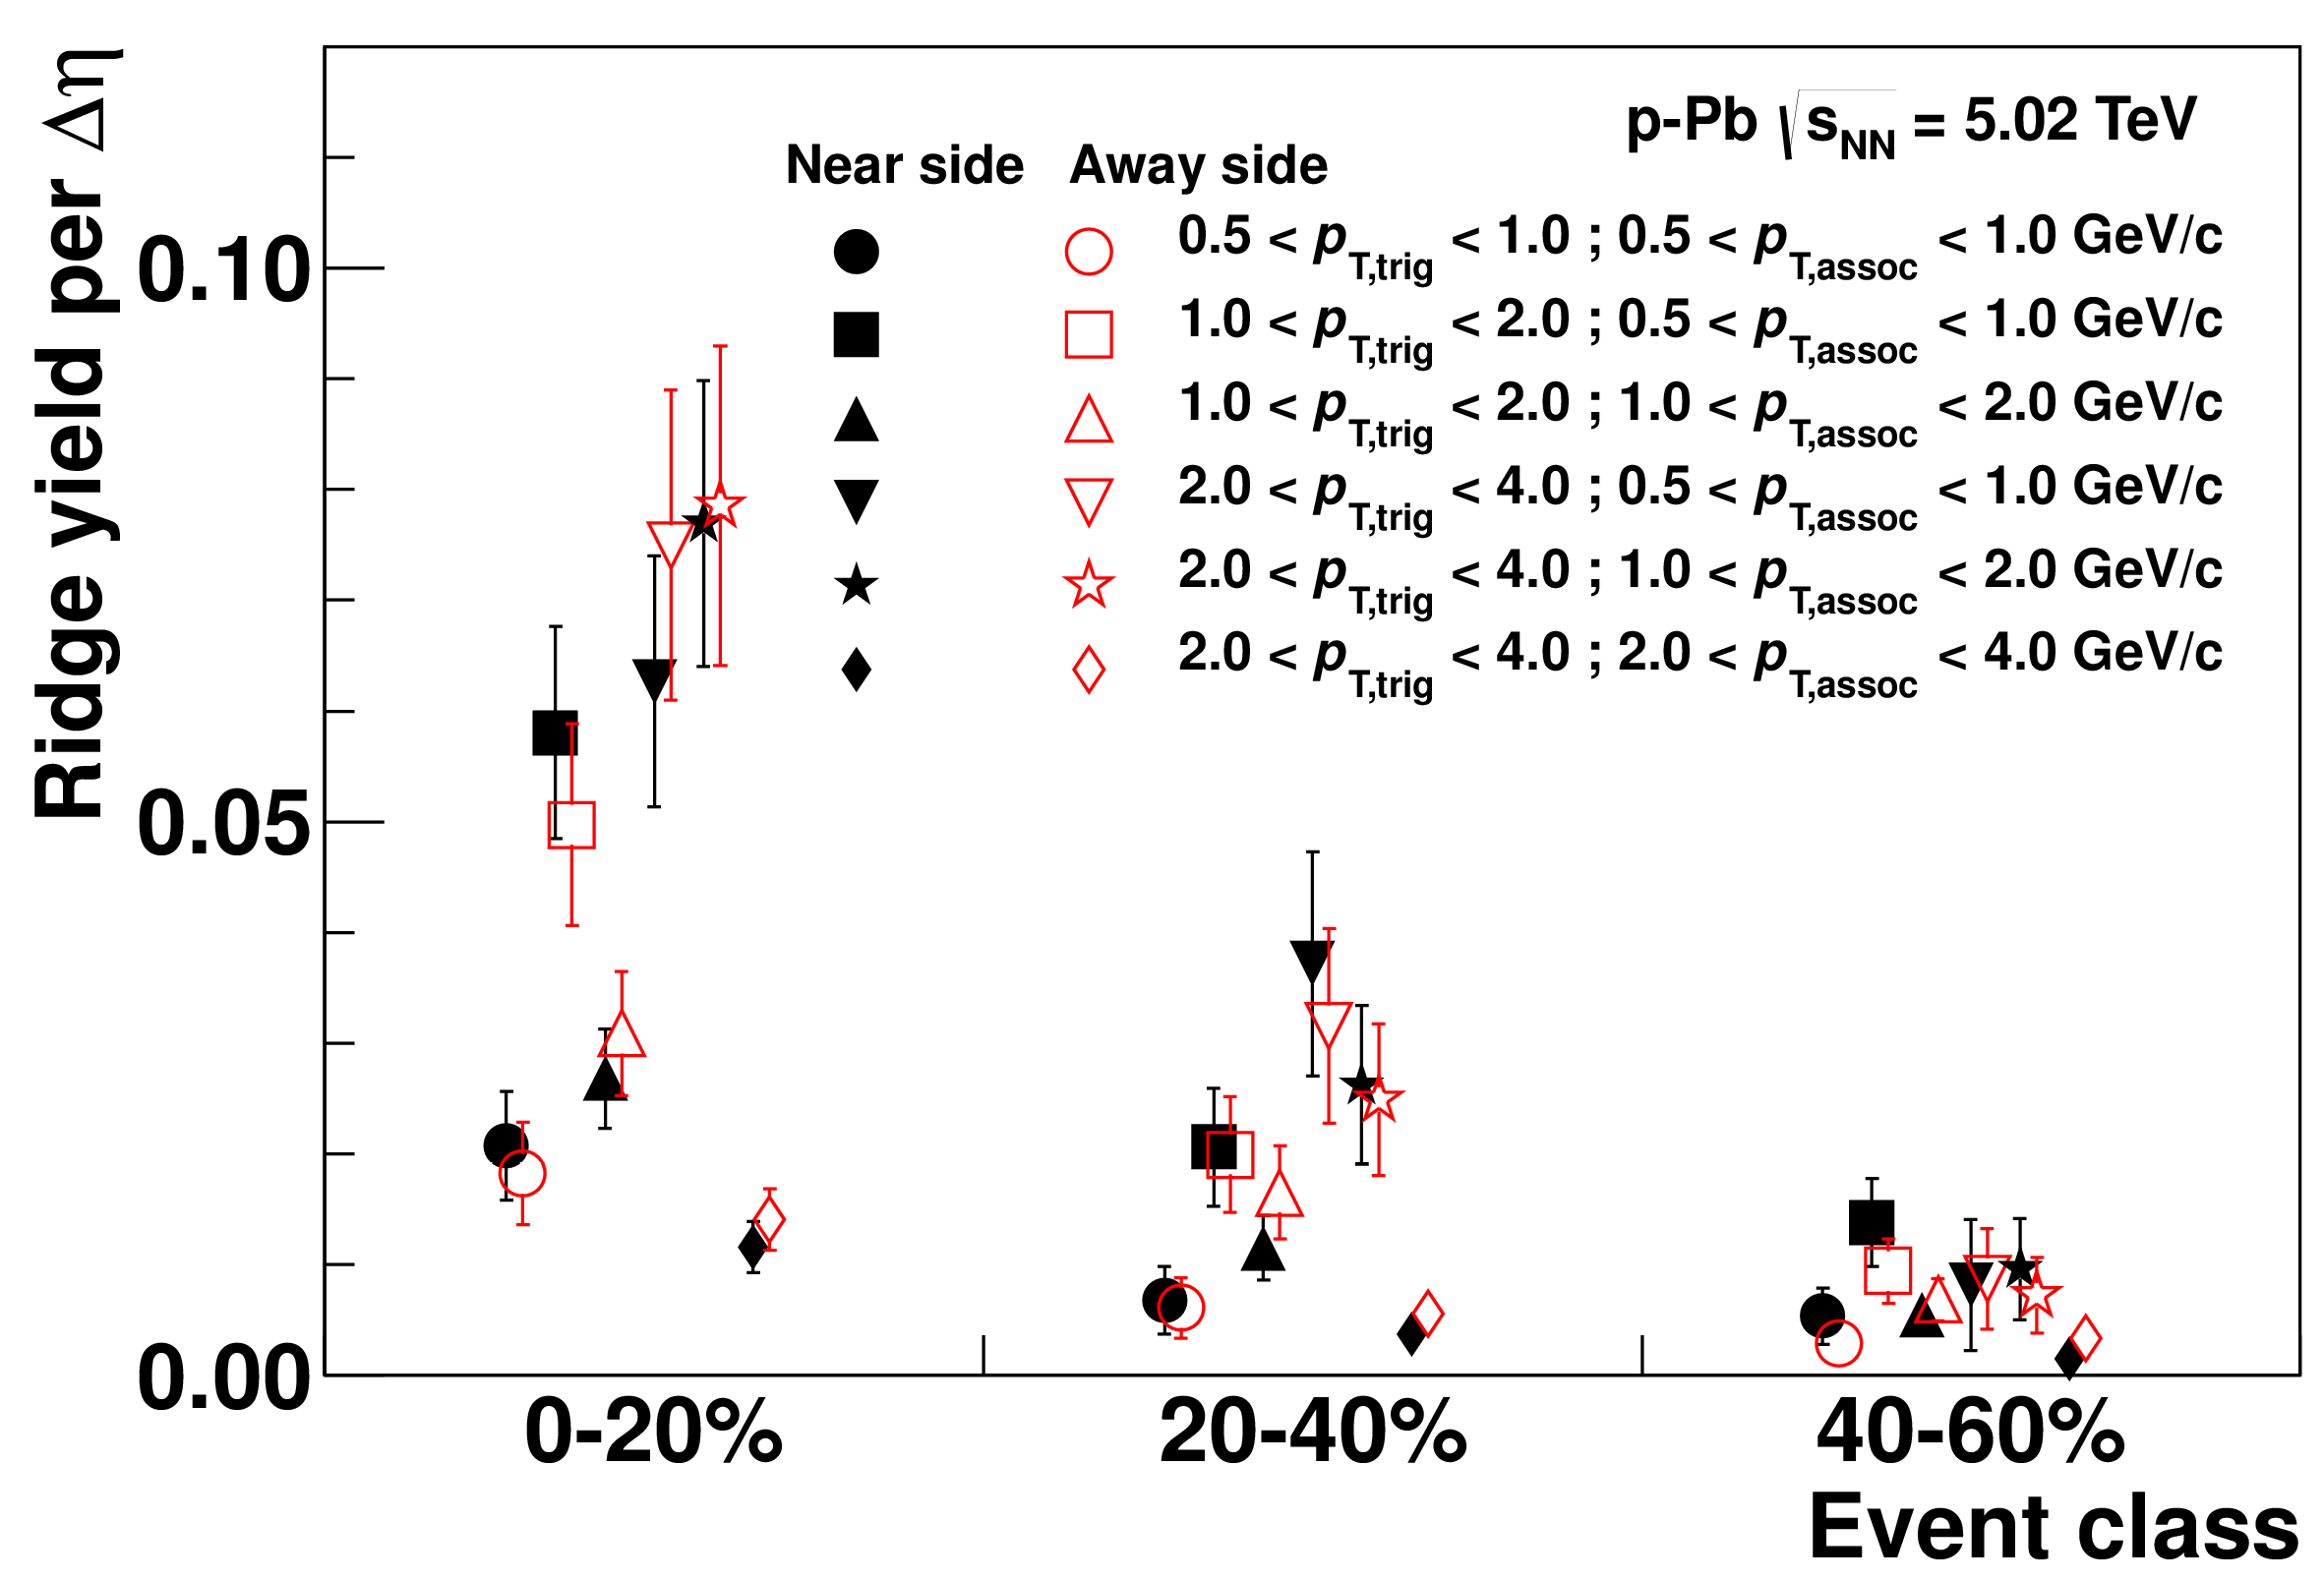 Ridge yield per Δη
p-Pb √sNN = 5.02 TeV
Near side Away side
0.5 < pT,trig < 1.0 ; 0.5 < pT,assoc < 1.0 GeV/c
1.0 < pT,trig < 2.0 ; 0.5 < pT,assoc < 1.0 GeV/c
1.0 < pT,trig < 2.0 ; 1.0 < pT,assoc < 2.0 GeV/c
2.0 < pT,trig < 4.0 ; 0.5 < pT,assoc < 1.0 GeV/c
2.0 < pT,trig < 4.0 ; 1.0 < pT,assoc < 2.0 GeV/c
2.0 < pT,trig < 4.0 ; 2.0 < pT,assoc < 4.0 GeV/c
0.10
0.05
0.00
0-20% 20-40% 40-60%
Event class